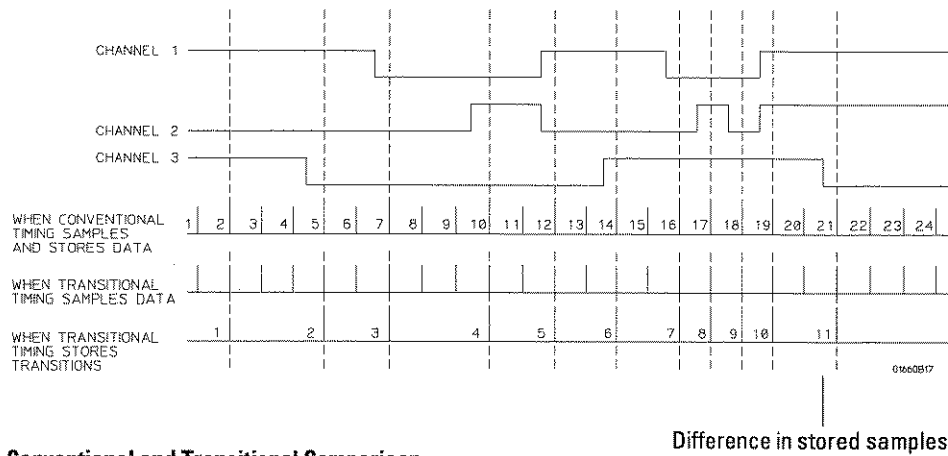 CHANNEL 1
CHANNEL 2
CHANNEL 3
WHEN CONVENTIONAL
TIMING SAMPLES
AND STORES DATA
1 2 3 4 5 6 7 8 9 10 11 12 13 14 15 16 17 18 19 20 21 22 23 24
WHEN TRANSITIONAL
TIMING SAMPLES DATA
WHEN TRANSITIONAL
TIMING STORES
TRANSITIONS
1 2 3 4 5 6 7 8 9 10 11
01660B17
Difference in stored samples
Conventional and Transitional Comparison